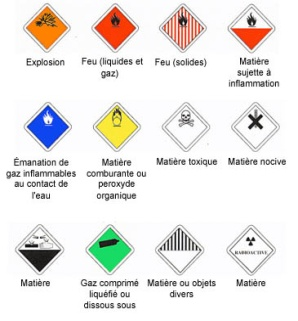 Explosion
Feu (liquides et
gaz)
Feu (solides)
Matière
sujette à
inflammation
Émanation de
gaz inflammables
au contact de
l'eau
Matière
comburante ou
peroxyde
organique
Matière toxique
Matière nocive
RADIOACTIVE
Matière
Gaz comprimé
liquéfié ou
dissous sous
Matière ou objets
divers
Matière